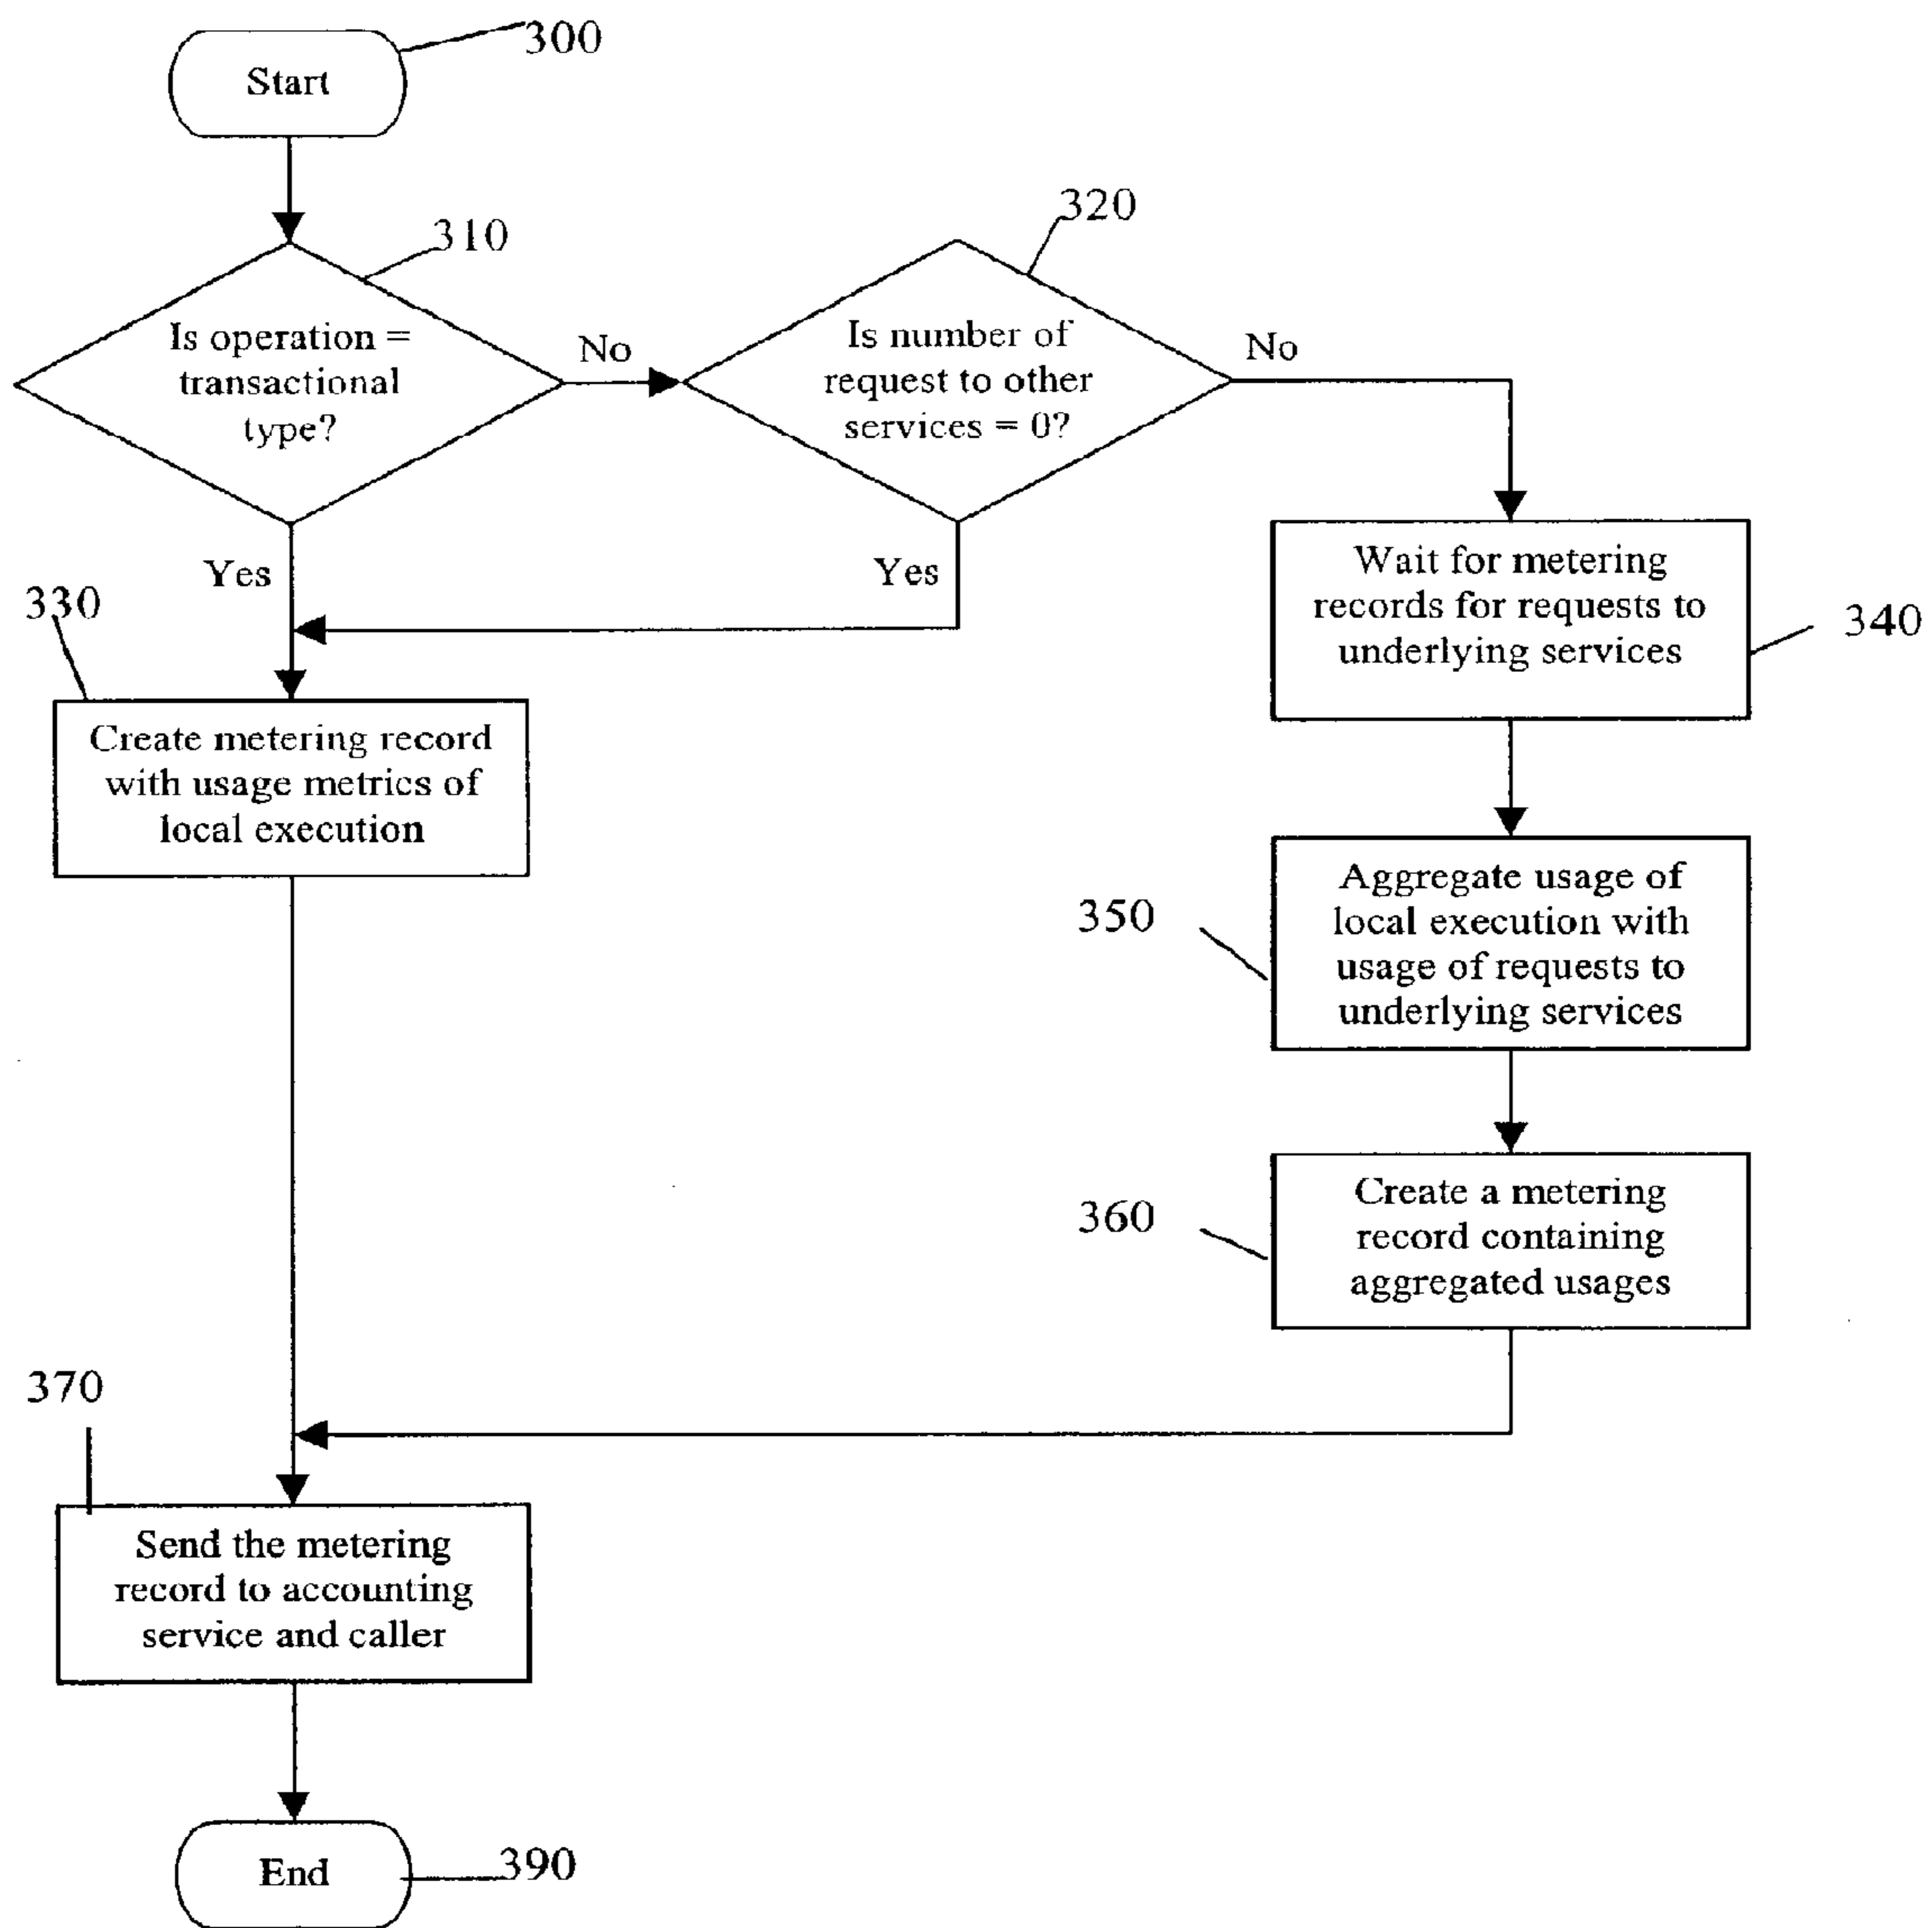 300
Start
310
Is operation =
transactional
type?
No
320
Is number of
request to other
services = 0?
No
Yes
Yes
330
Create metering record
with usage metrics of
local execution
Wait for metering
records for requests to
underlying services
340
350
Aggregate usage of
local execution with
usage of requests to
underlying services
360
Create a metering
record containing
aggregated usages
370
Send the metering
record to accounting
service and caller
End
390